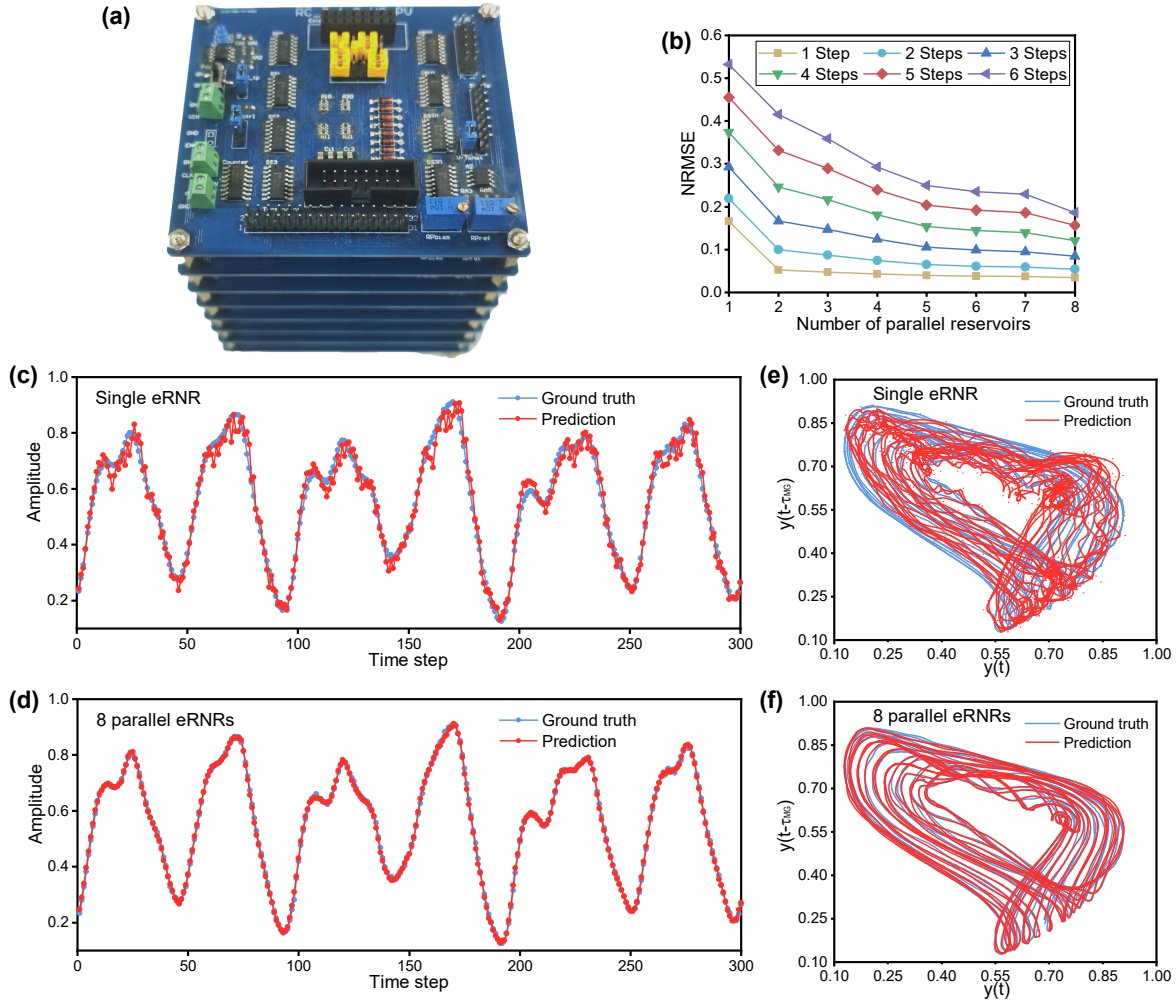 (a)
Counter
RPbias
RPref
(b)
NRMSE
0.6
0.5
0.4
0.3
0.2
0.1
0.0
1 Step 2 Steps 3 Steps
4 Steps 5 Steps 6 Steps
1 2 3 4 5 6 7 8
Number of parallel reservoirs
(c)
Amplitude
1.0
0.8
0.6
0.4
0.2
Single eRNR
Ground truth
Prediction
0 50 100 150 200 250 300
Time step
(d)
Amplitude
1.0
0.8
0.6
0.4
0.2
8 parallel eRNRs
Ground truth
Prediction
0 50 100 150 200 250 300
Time step
(e)
y(t-τMG)
1.00
0.85
0.70
0.55
0.40
0.25
0.10
Single eRNR
Ground truth
Prediction
0.10 0.25 0.40 0.55 0.70 0.85 1.00
y(t)
(f)
y(t-τMG)
1.00
0.85
0.70
0.55
0.40
0.25
0.10
8 parallel eRNRs
Ground truth
Prediction
0.10 0.25 0.40 0.55 0.70 0.85 1.00
y(t)